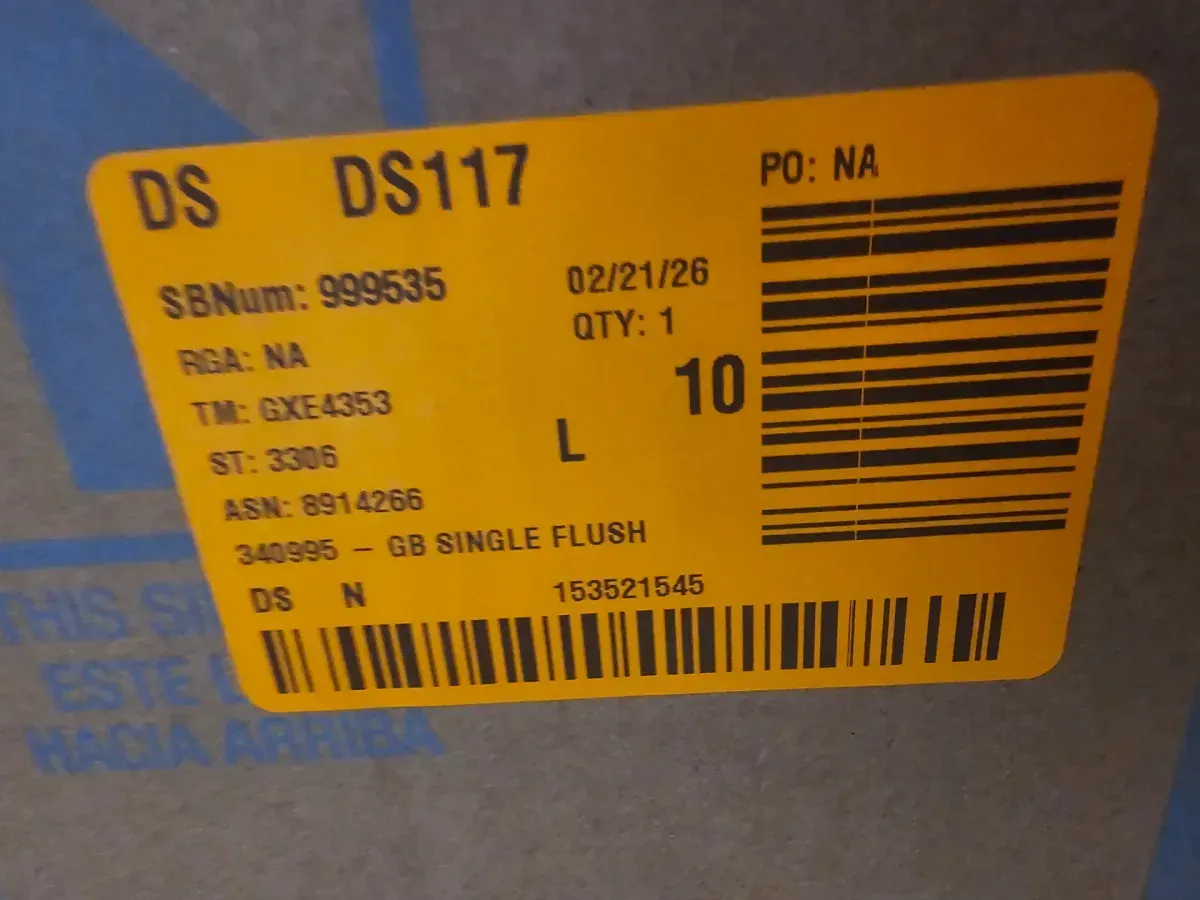 DS DS117
PO: NA
SBNum: 999535
02/21/26
QTY: 1
RGA: NA
10
TM: GXE4353
L
ST: 3306
ASN: 8914266
340995 – GB SINGLE FLUSH
DS N 153521545
THIS
ESTE
HACIA ARRIBA